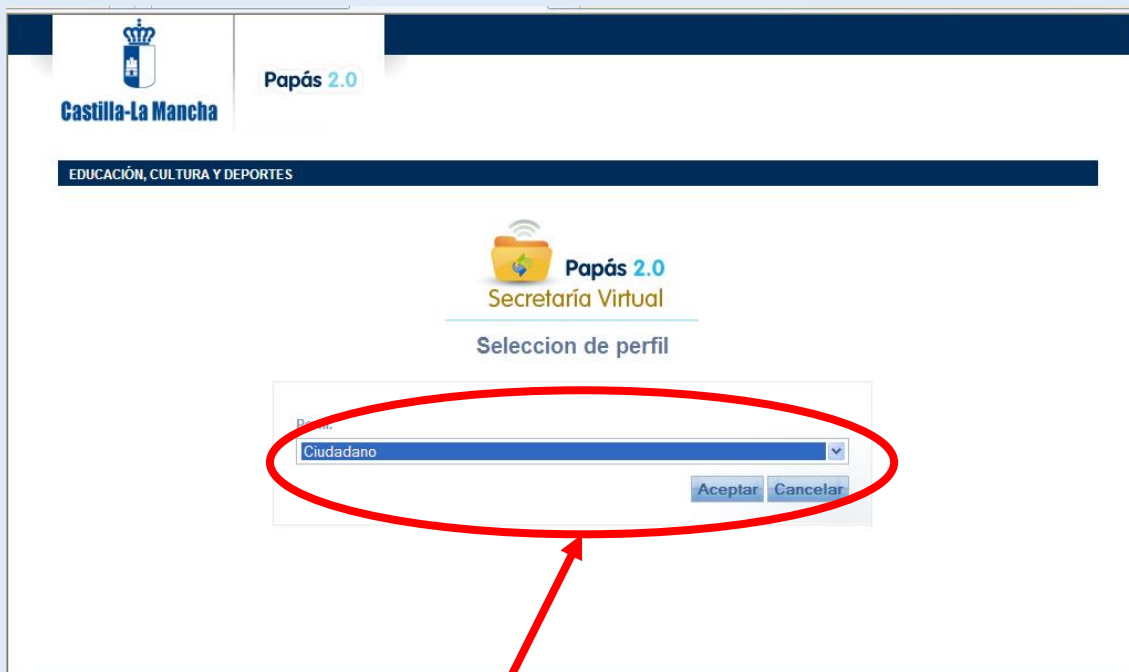 Castilla-La Mancha
Papás 2.0
EDUCACIÓN, CULTURA Y DEPORTES
Papás 2.0
Secretaría Virtual
Seleccion de perfil
Ciudadano
Aceptar Cancelar